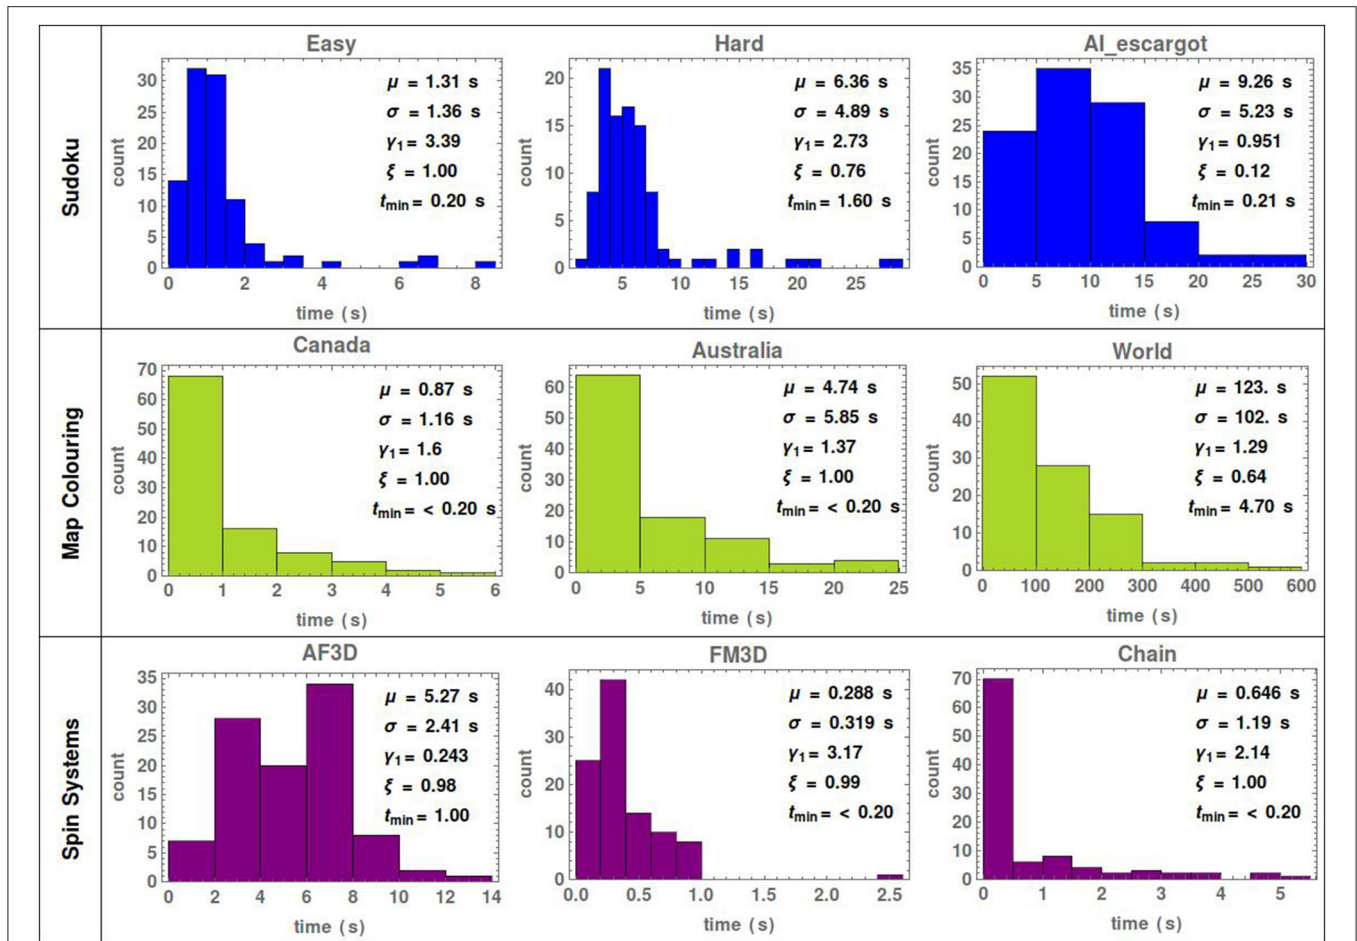 Sudoku
Easy
μ = 1.31 s
σ = 1.36 s
γ1 = 3.39
ξ = 1.00
tmin = 0.20 s
count
30
25
20
15
10
5
0
0 2 4 6 8
time (s)
Hard
μ = 6.36 s
σ = 4.89 s
γ1 = 2.73
ξ = 0.76
tmin = 1.60 s
count
20
15
10
5
0
5 10 15 20 25
time (s)
AI_escargot
μ = 9.26 s
σ = 5.23 s
γ1 = 0.951
ξ = 0.12
tmin = 0.21 s
count
35
30
25
20
15
10
5
0
0 5 10 15 20 25 30
time (s)
Map Colouring
Canada
μ = 0.87 s
σ = 1.16 s
γ1 = 1.6
ξ = 1.00
tmin = < 0.20 s
count
70
60
50
40
30
20
10
0
0 1 2 3 4 5 6
time (s)
Australia
μ = 4.74 s
σ = 5.85 s
γ1 = 1.37
ξ = 1.00
tmin = < 0.20 s
count
60
50
40
30
20
10
0
0 5 10 15 20 25
time (s)
World
μ = 123. s
σ = 102. s
γ1 = 1.29
ξ = 0.64
tmin = 4.70 s
count
50
40
30
20
10
0
0 100 200 300 400 500 600
time (s)
Spin Systems
AF3D
μ = 5.27 s
σ = 2.41 s
γ1 = 0.243
ξ = 0.98
tmin = 1.00
count
35
30
25
20
15
10
5
0
0 2 4 6 8 10 12 14
time (s)
FM3D
μ = 0.288 s
σ = 0.319 s
γ1 = 3.17
ξ = 0.99
tmin = < 0.20
count
40
30
20
10
0
0.0 0.5 1.0 1.5 2.0 2.5
time (s)
Chain
μ = 0.646 s
σ = 1.19 s
γ1 = 2.14
ξ = 1.00
tmin = < 0.20
count
70
60
50
40
30
20
10
0
0 1 2 3 4 5
time (s)